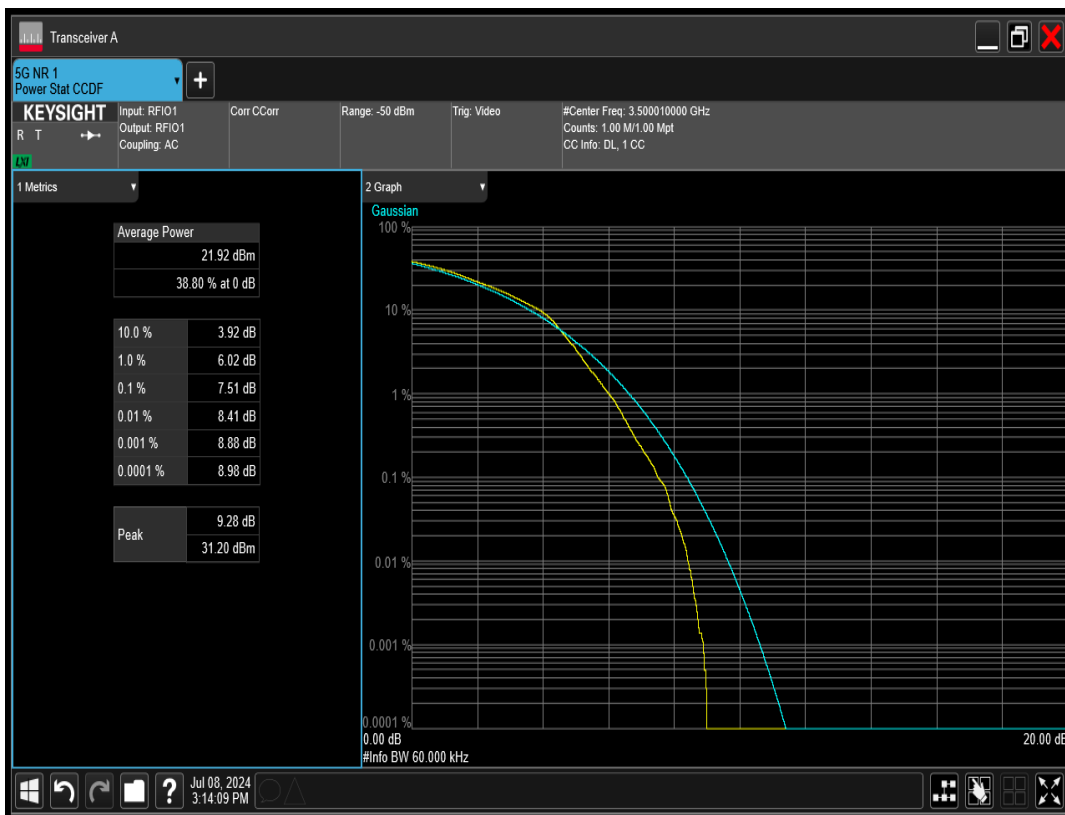 Transceiver A
5G NR 1
Power Stat CCDF
+
KEYSIGHT
R T
LXI
Input: RFIO1
Output: RFIO1
Coupling: AC
Corr CCorr
Range: -50 dBm
Trig: Video
#Center Freq: 3.500010000 GHz
Counts: 1.00 M/1.00 Mpt
CC Info: DL, 1 CC
1 Metrics
Average Power
21.92 dBm
38.80 % at 0 dB
10.0 % 3.92 dB
1.0 % 6.02 dB
0.1 % 7.51 dB
0.01 % 8.41 dB
0.001 % 8.88 dB
0.0001 % 8.98 dB
Peak
9.28 dB
31.20 dBm
2 Graph
Gaussian
100 %
10 %
1 %
0.1 %
0.01 %
0.001 %
0.0001 %
0.00 dB 20.00 dB
#Info BW 60.000 kHz
?
Jul 08, 2024
3:14:09 PM